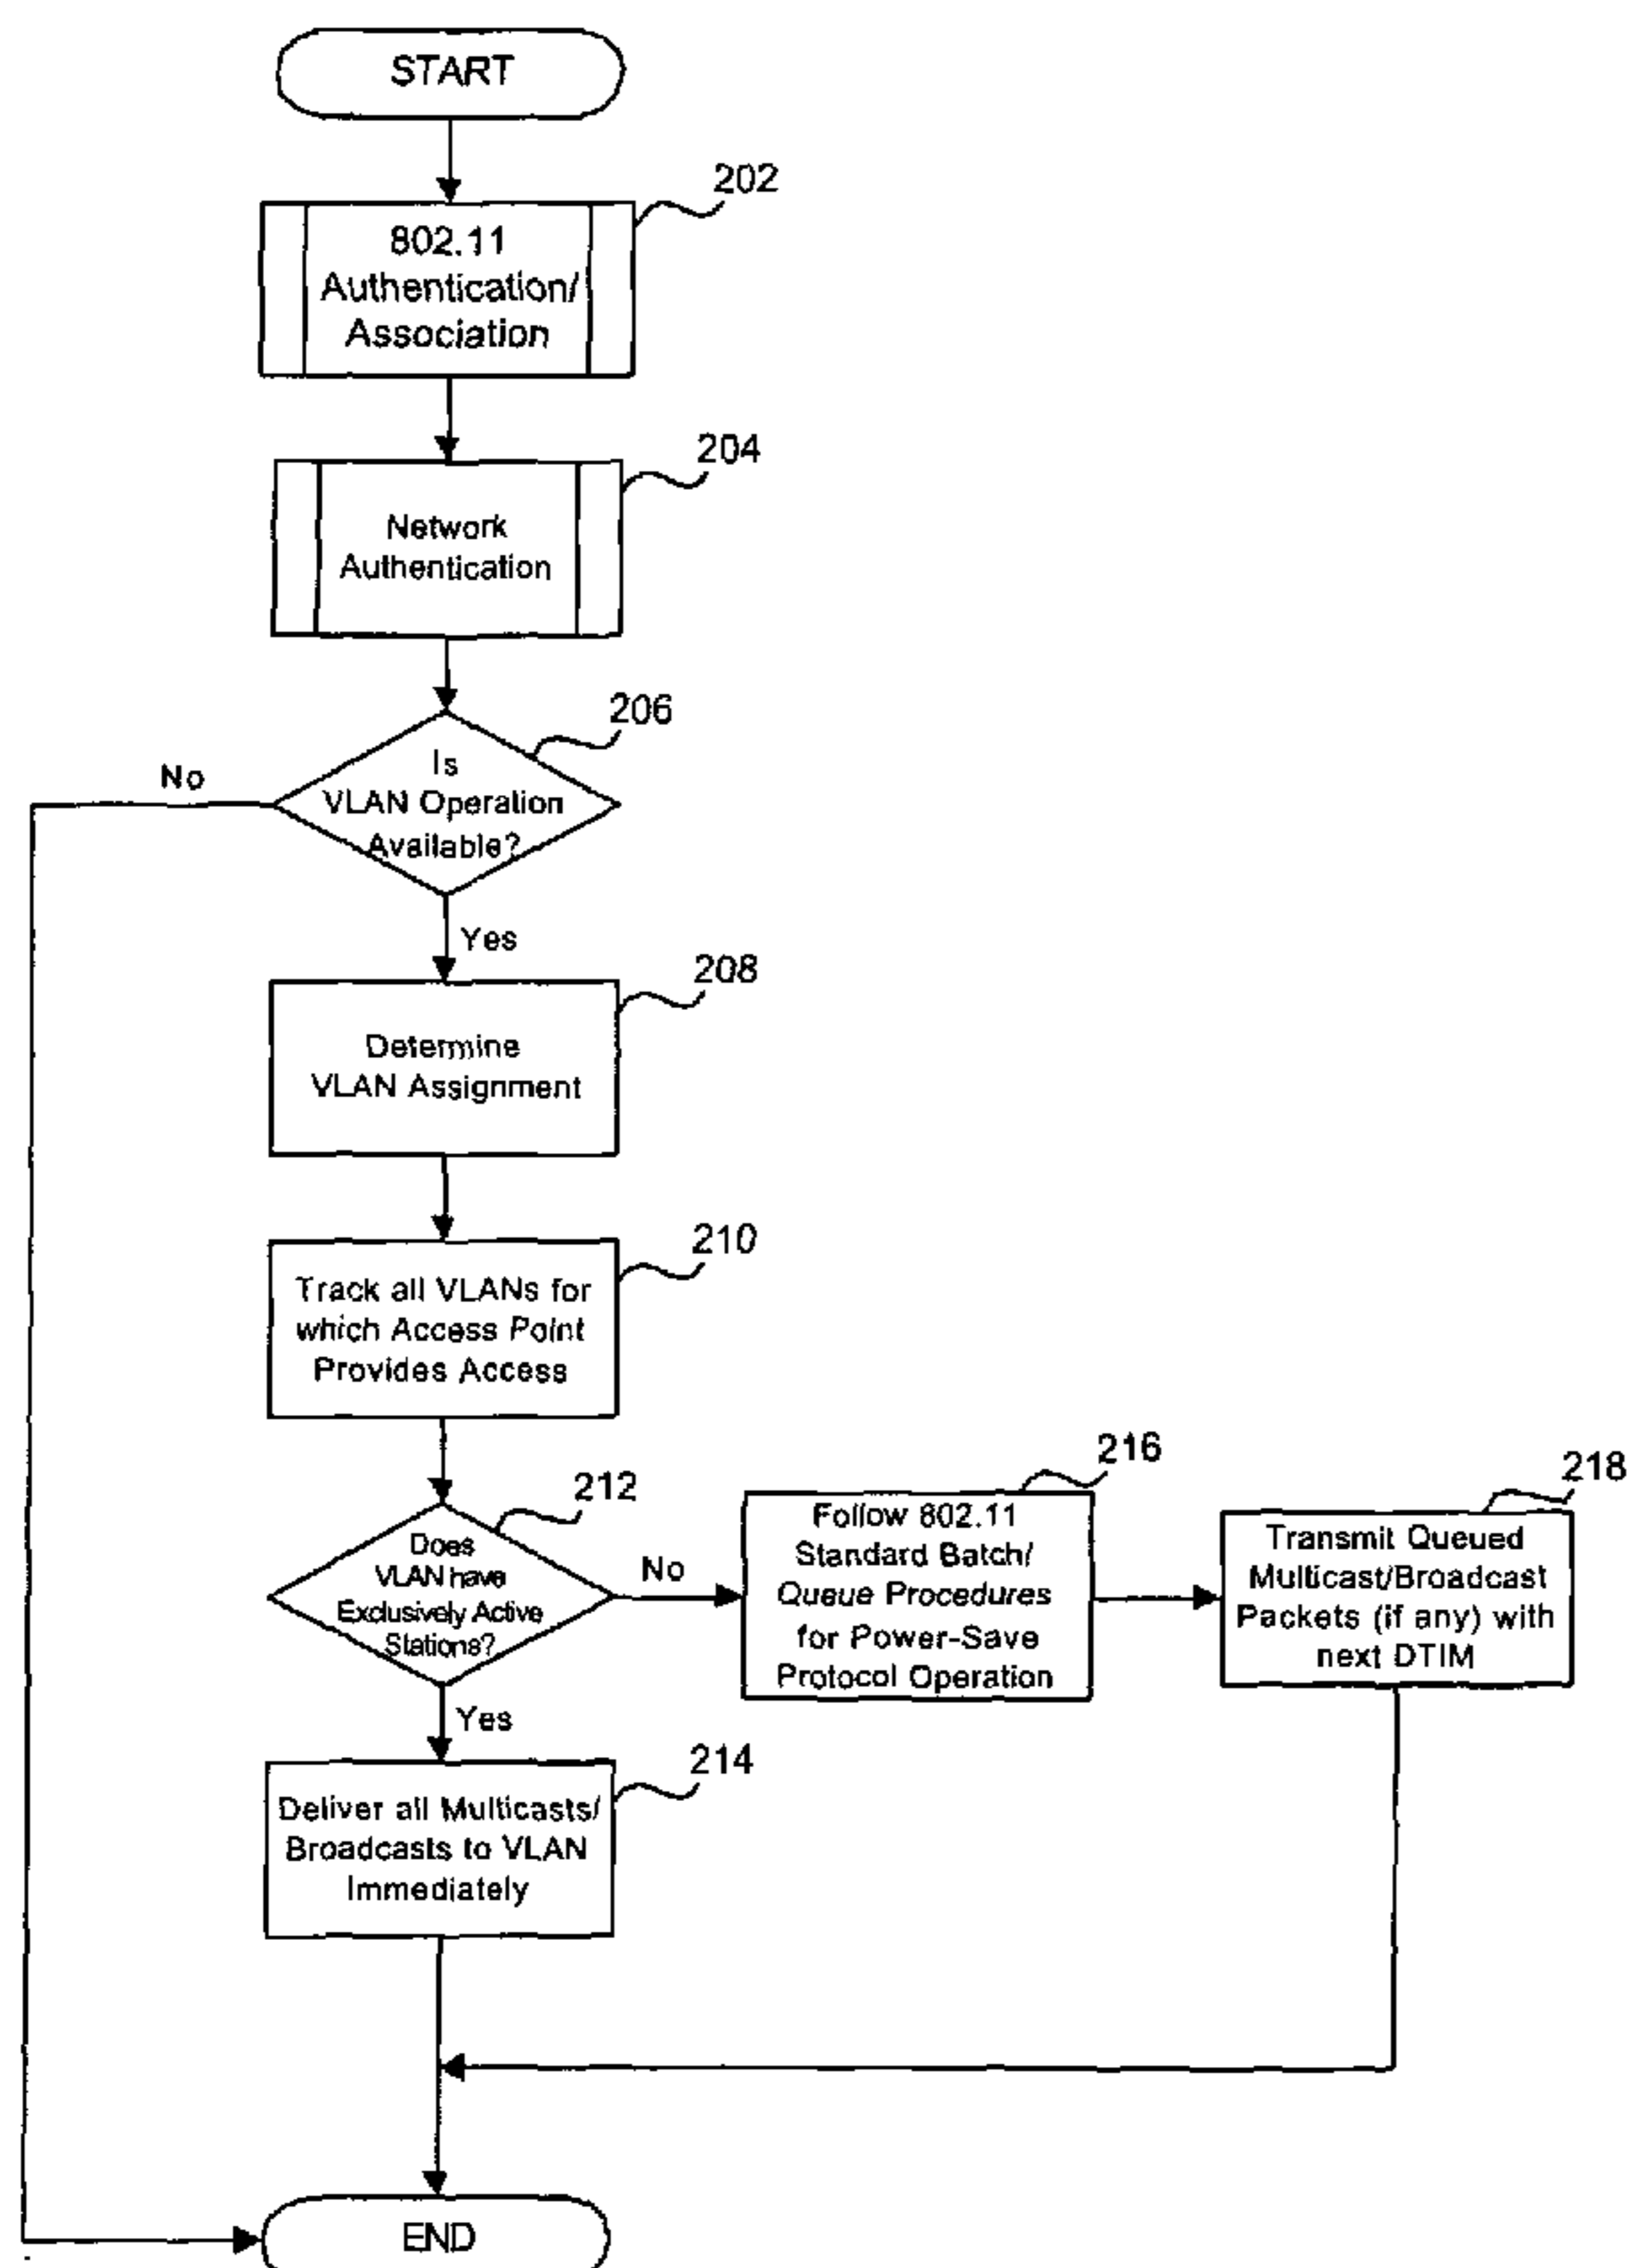 START
202
802.11
Authentication/
Association
204
Network
Authentication
206
Is
VLAN Operation
Available?
No
Yes
208
Determine
VLAN Assignment
210
Track all VLANs for
which Access Point
Provides Access
212
Does
VLAN have
Exclusively Active
Stations?
No
216
Follow 802.11
Standard Batch/
Queue Procedures
for Power-Save
Protocol Operation
218
Transmit Queued
Multicast/Broadcast
Packets (if any) with
next DTIM
Yes
214
Deliver all Multicasts/
Broadcasts to VLAN
Immediately
END